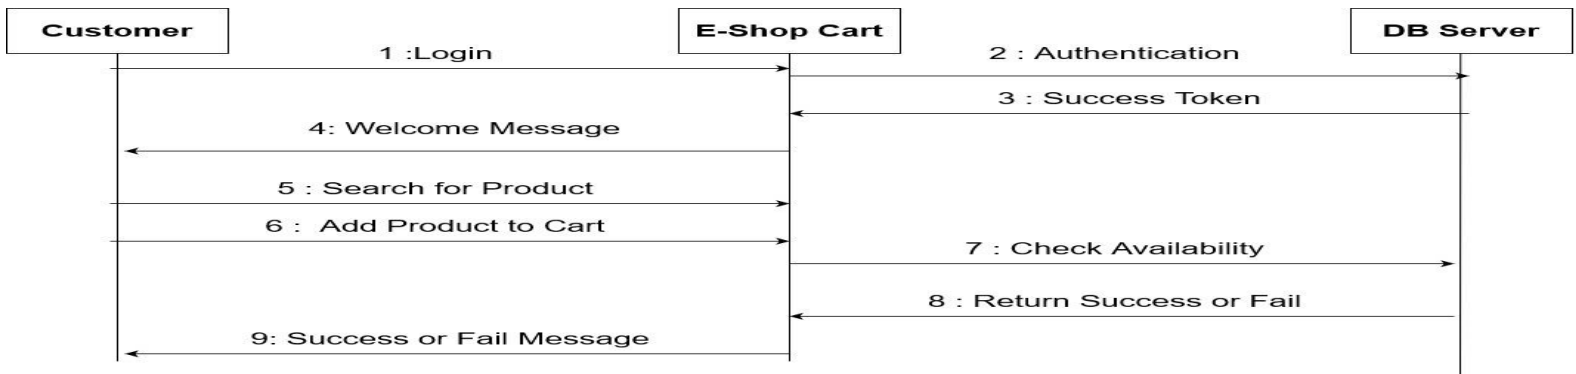 Customer
E-Shop Cart
DB Server
1 :Login
2 : Authentication
3 : Success Token
4: Welcome Message
5 : Search for Product
6 : Add Product to Cart
7 : Check Availability
8 : Return Success or Fail
9: Success or Fail Message